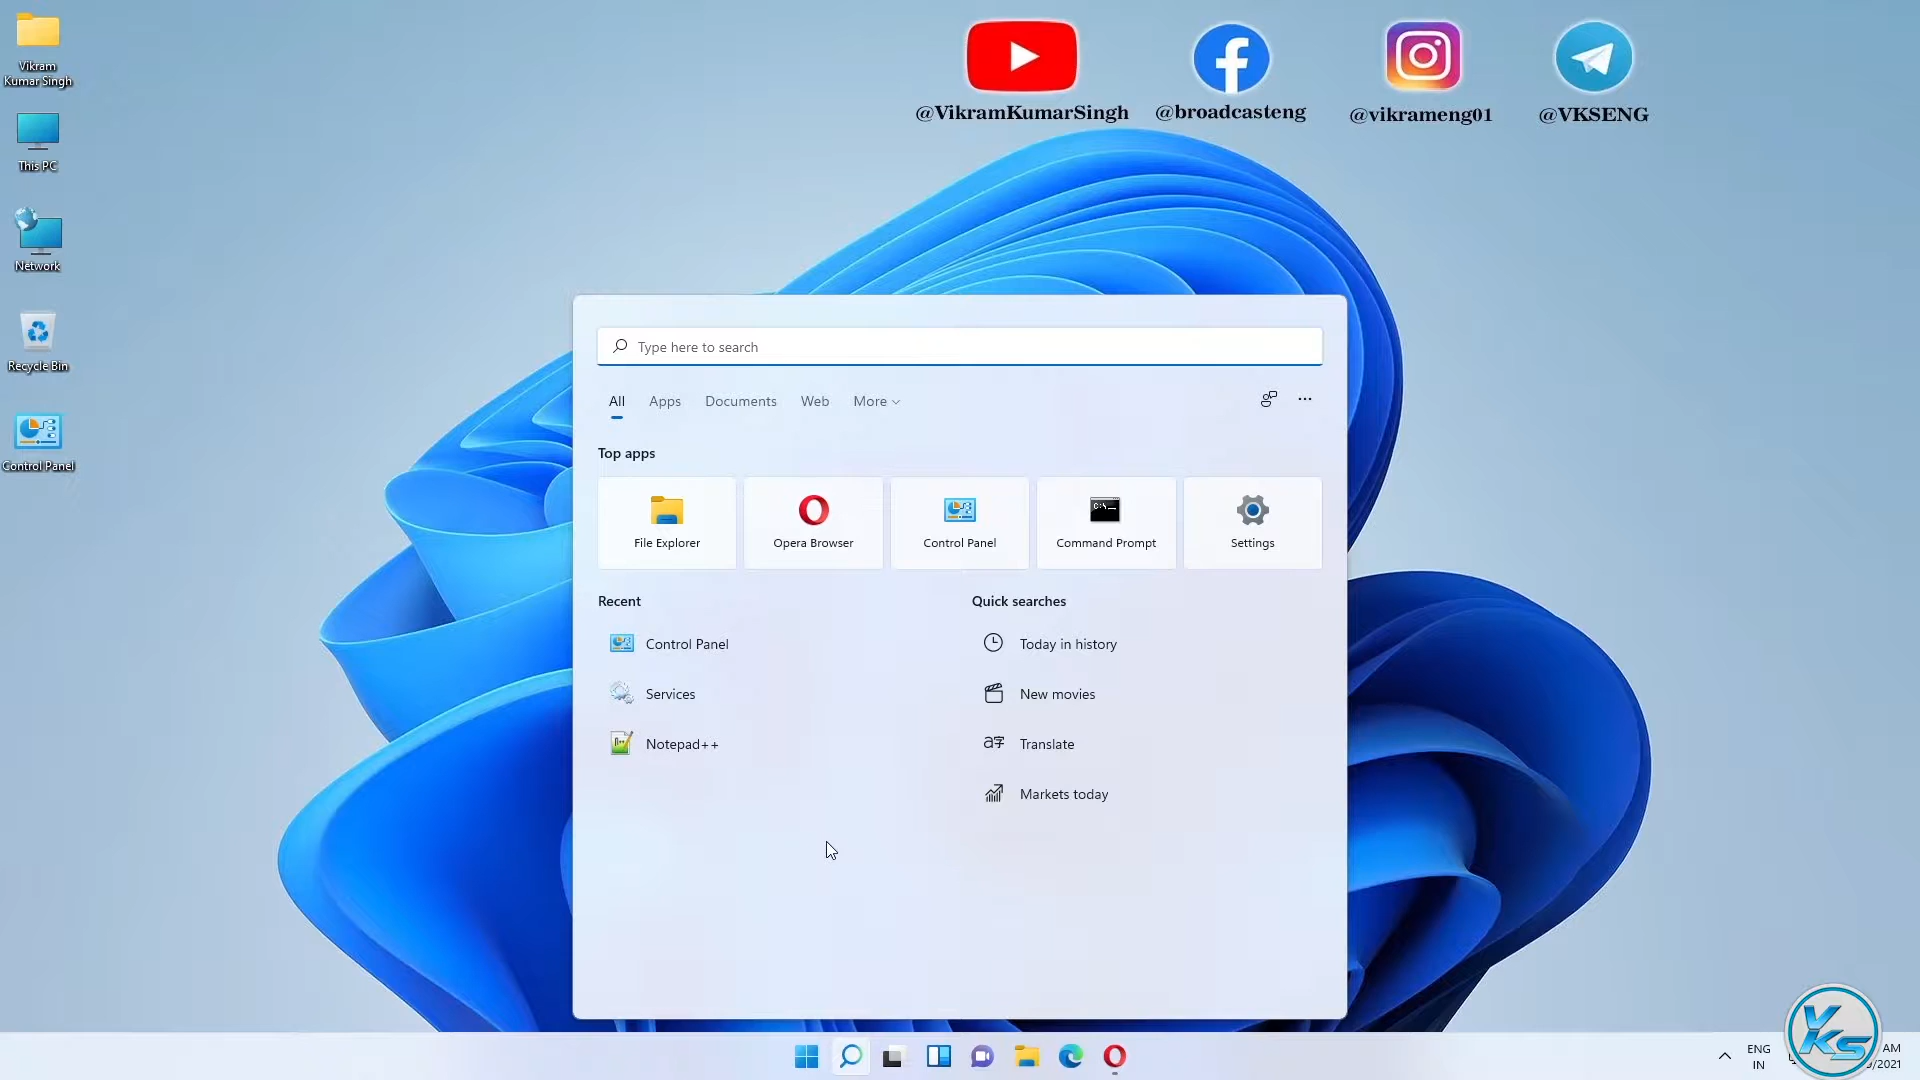 Vikram
Kumar Singh
This PC
Network
Recycle Bin
Control Panel
@VikramKumarSingh
@broadcasteng
@vikrameng01
@VKSENG
Type here to search
All
Apps
Documents
Web
More
Top apps
File Explorer
Opera Browser
Control Panel
Command Prompt
Settings
Recent
Control Panel
Services
Notepad++
Quick searches
Today in history
New movies
Translate
Markets today
ENG
IN
AM
/2021
VKS